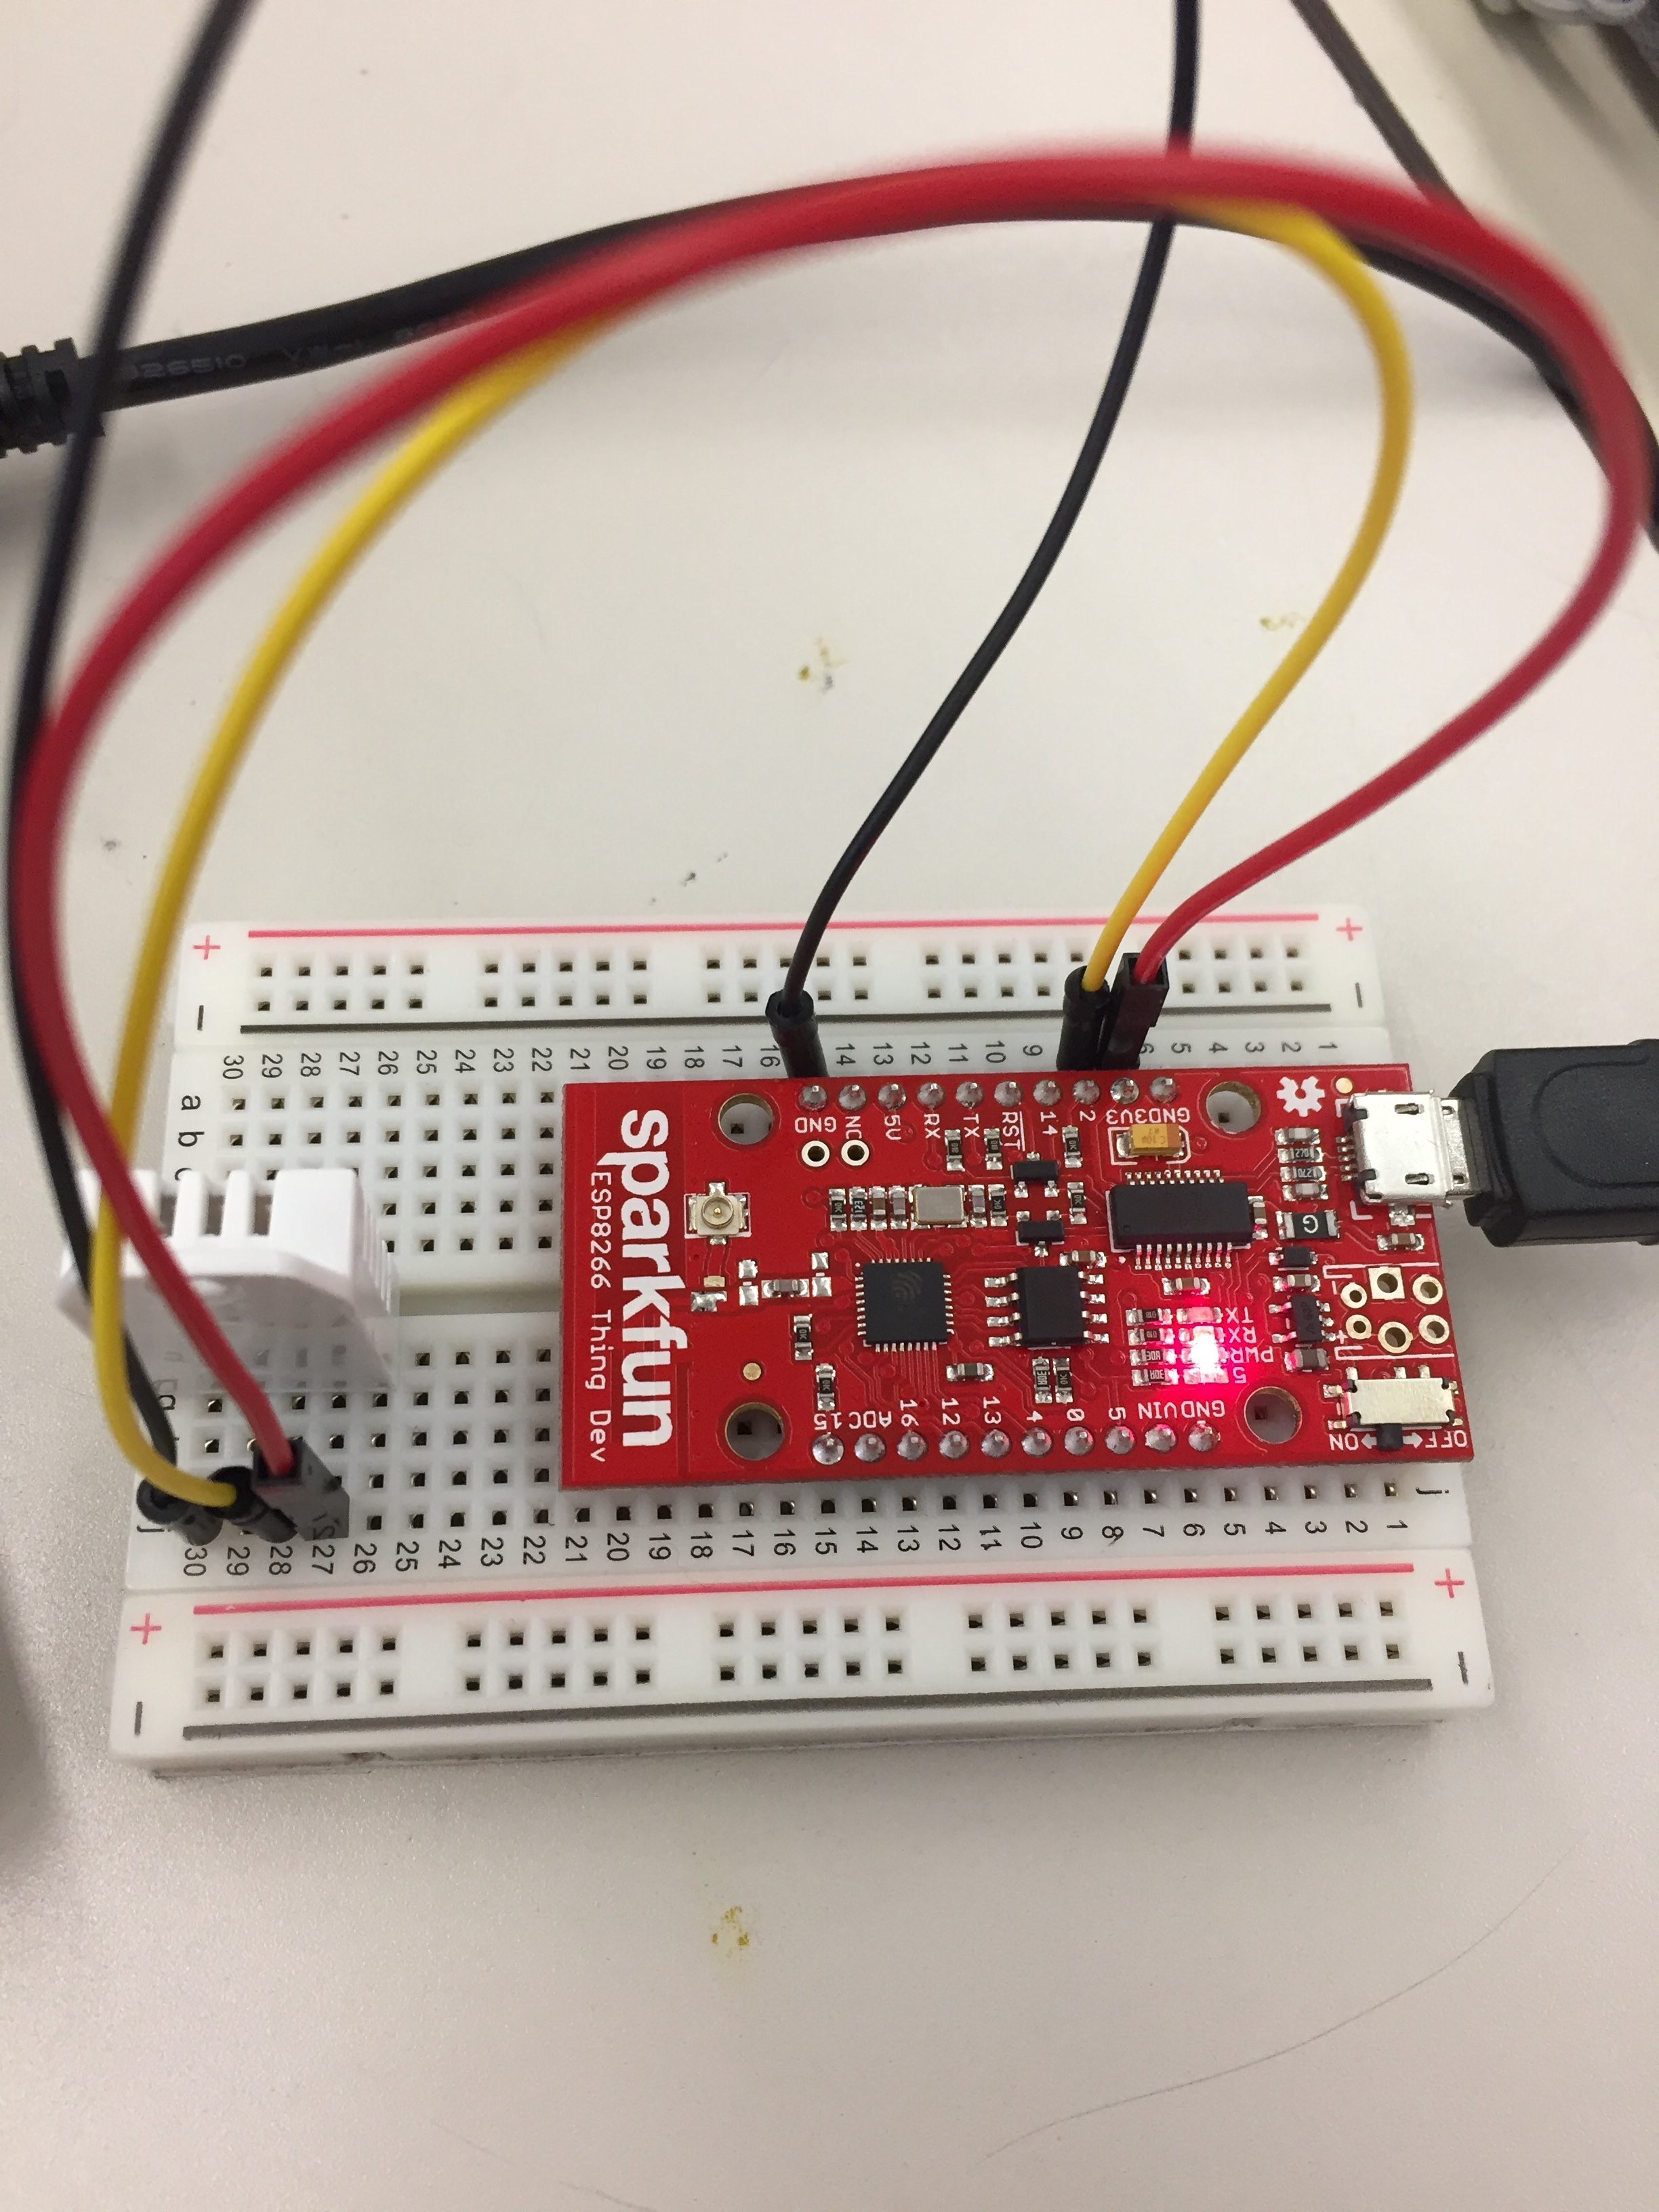 826510
+ +
- -
30 29 28 27 26 25 24 23 22 21 20 19 18 17 16 14 13 12 11 10 9 6 5 4 3 2 1
a
b
c
GND NC 5V RX TX RST 14 2 3V3 GND
sparkfun
ESP8266 Thing Dev
G
TX
RX
PWR
5
15 ADC 16 12 13 4 0 5 VIN GND
ON OFF
j j
30 29 28 27 26 25 24 23 22 21 20 19 18 17 16 15 14 13 12 11 10 9 8 7 6 5 4 3 2 1
+ +
- -